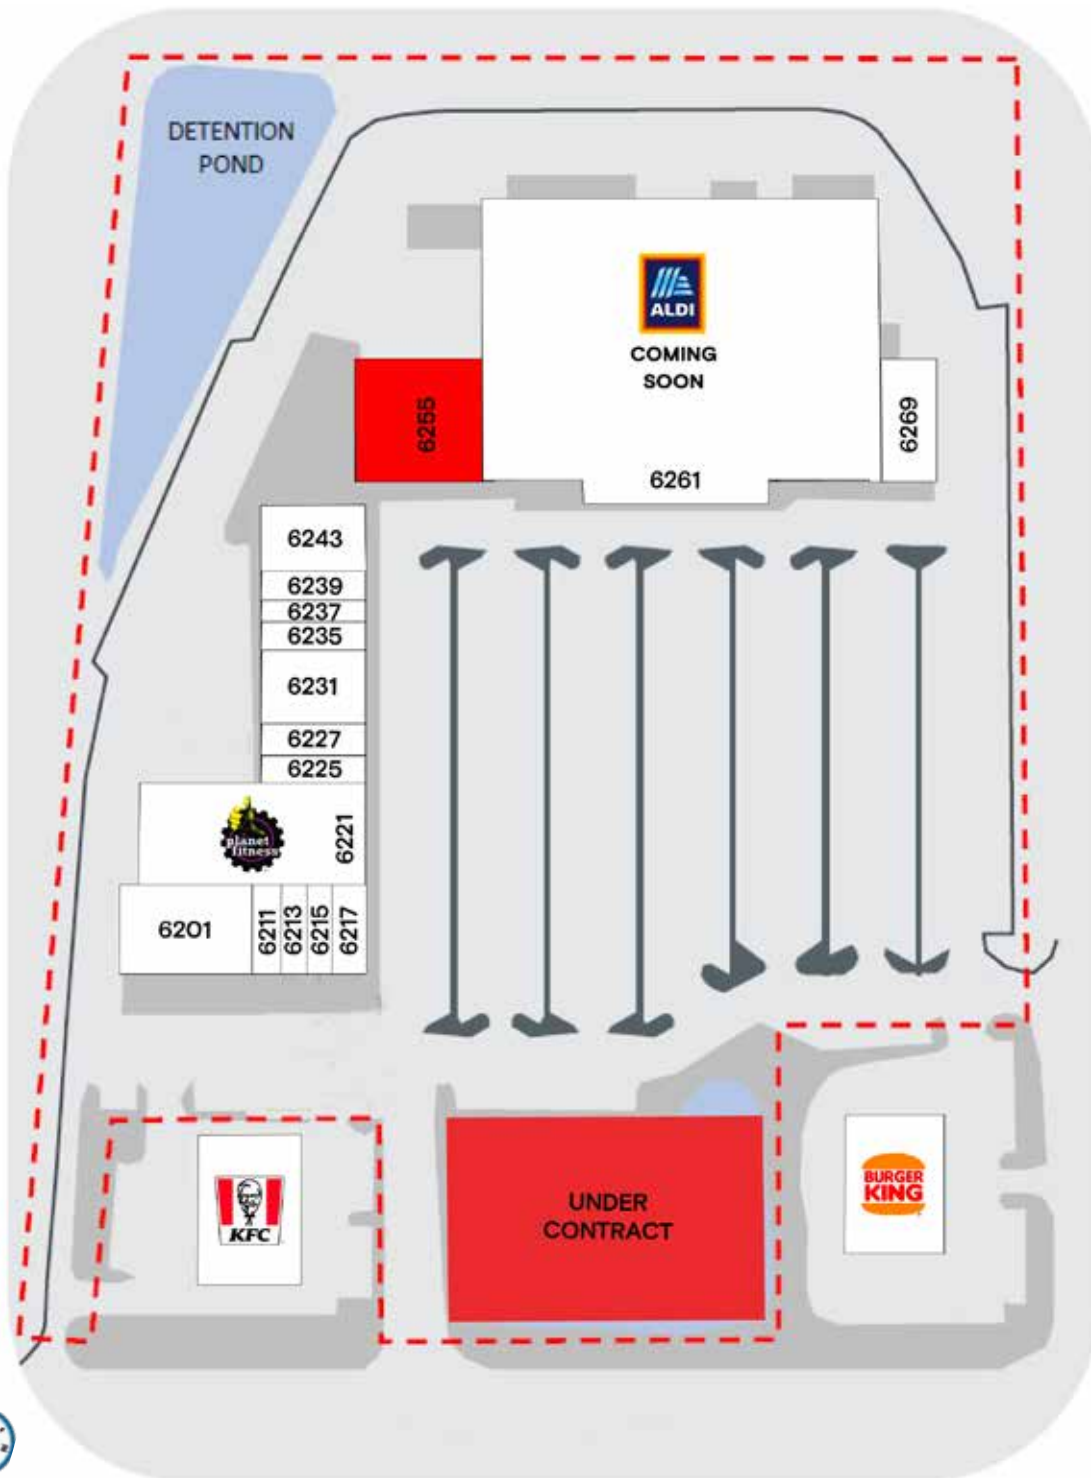 DETENTION
POND
ALDI
COMING
SOON
6255
6269
6261
6243
6239
6237
6235
6231
6227
6225
planet
fitness
6221
6201
6211
6213
6215
6217
KFC
UNDER
CONTRACT
BURGER
KING